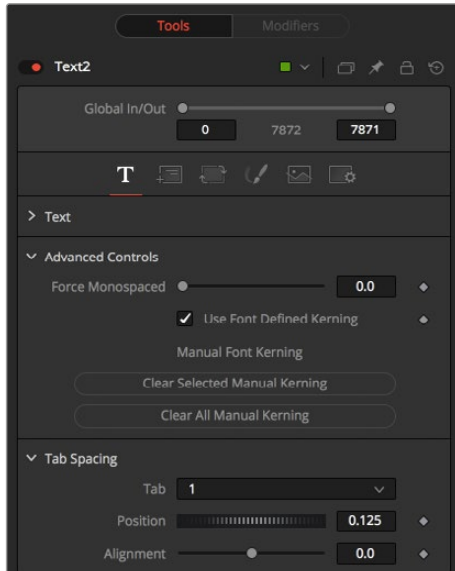 Tools Modifiers
Text2
Global In/Out
0 7872 7871
T
Text
Advanced Controls
Force Monospaced 0.0
Use Font Defined Kerning
Manual Font Kerning
Clear Selected Manual Kerning
Clear All Manual Kerning
Tab Spacing
Tab 1
Position 0.125
Alignment 0.0